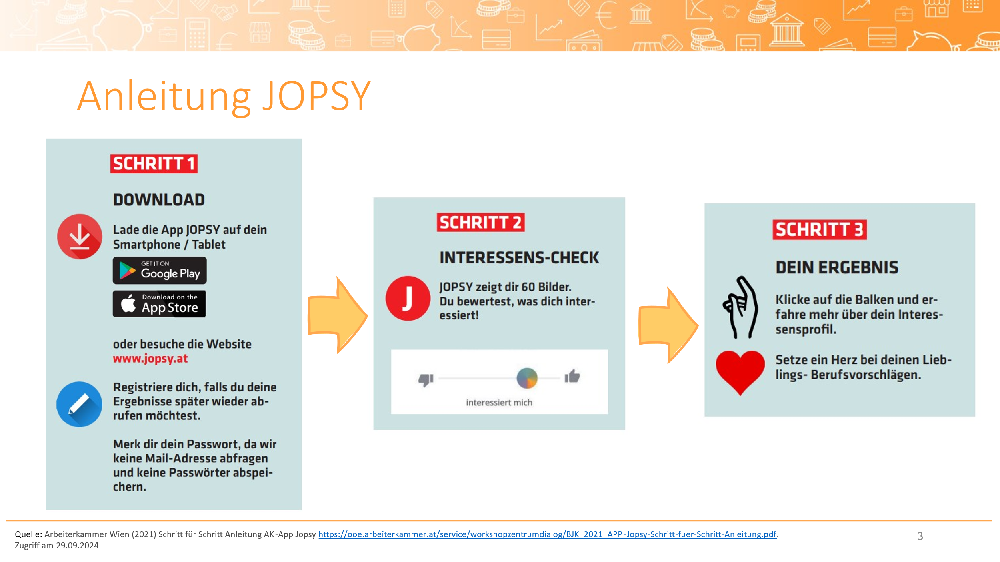 Anleitung JOPSY
SCHRITT 1
DOWNLOAD
Lade die App JOPSY auf dein
Smartphone / Tablet
GET IT ON
Google Play
Download on the
App Store
oder besuche die Website
www.jopsy.at
Registriere dich, falls du deine
Ergebnisse später wieder ab-
rufen möchtest.
Merk dir dein Passwort, da wir
keine Mail-Adresse abfragen
und keine Passwörter abspei-
chern.
SCHRITT 2
INTERESSENS-CHECK
J
JOPSY zeigt dir 60 Bilder.
Du bewertest, was dich inter-
essiert!
interessiert mich
SCHRITT 3
DEIN ERGEBNIS
Klicke auf die Balken und er-
fahre mehr über dein Interes-
sensprofil.
Setze ein Herz bei deinen Lieb-
lings- Berufsvorschlägen.
Quelle: Arbeiterkammer Wien (2021) Schritt für Schritt Anleitung AK-App Jopsy https://ooe.arbeiterkammer.at/service/workshopzentrumdialog/BJK_2021_APP-Jopsy-Schritt-fuer-Schritt-Anleitung.pdf.
Zugriff am 29.09.2024
3